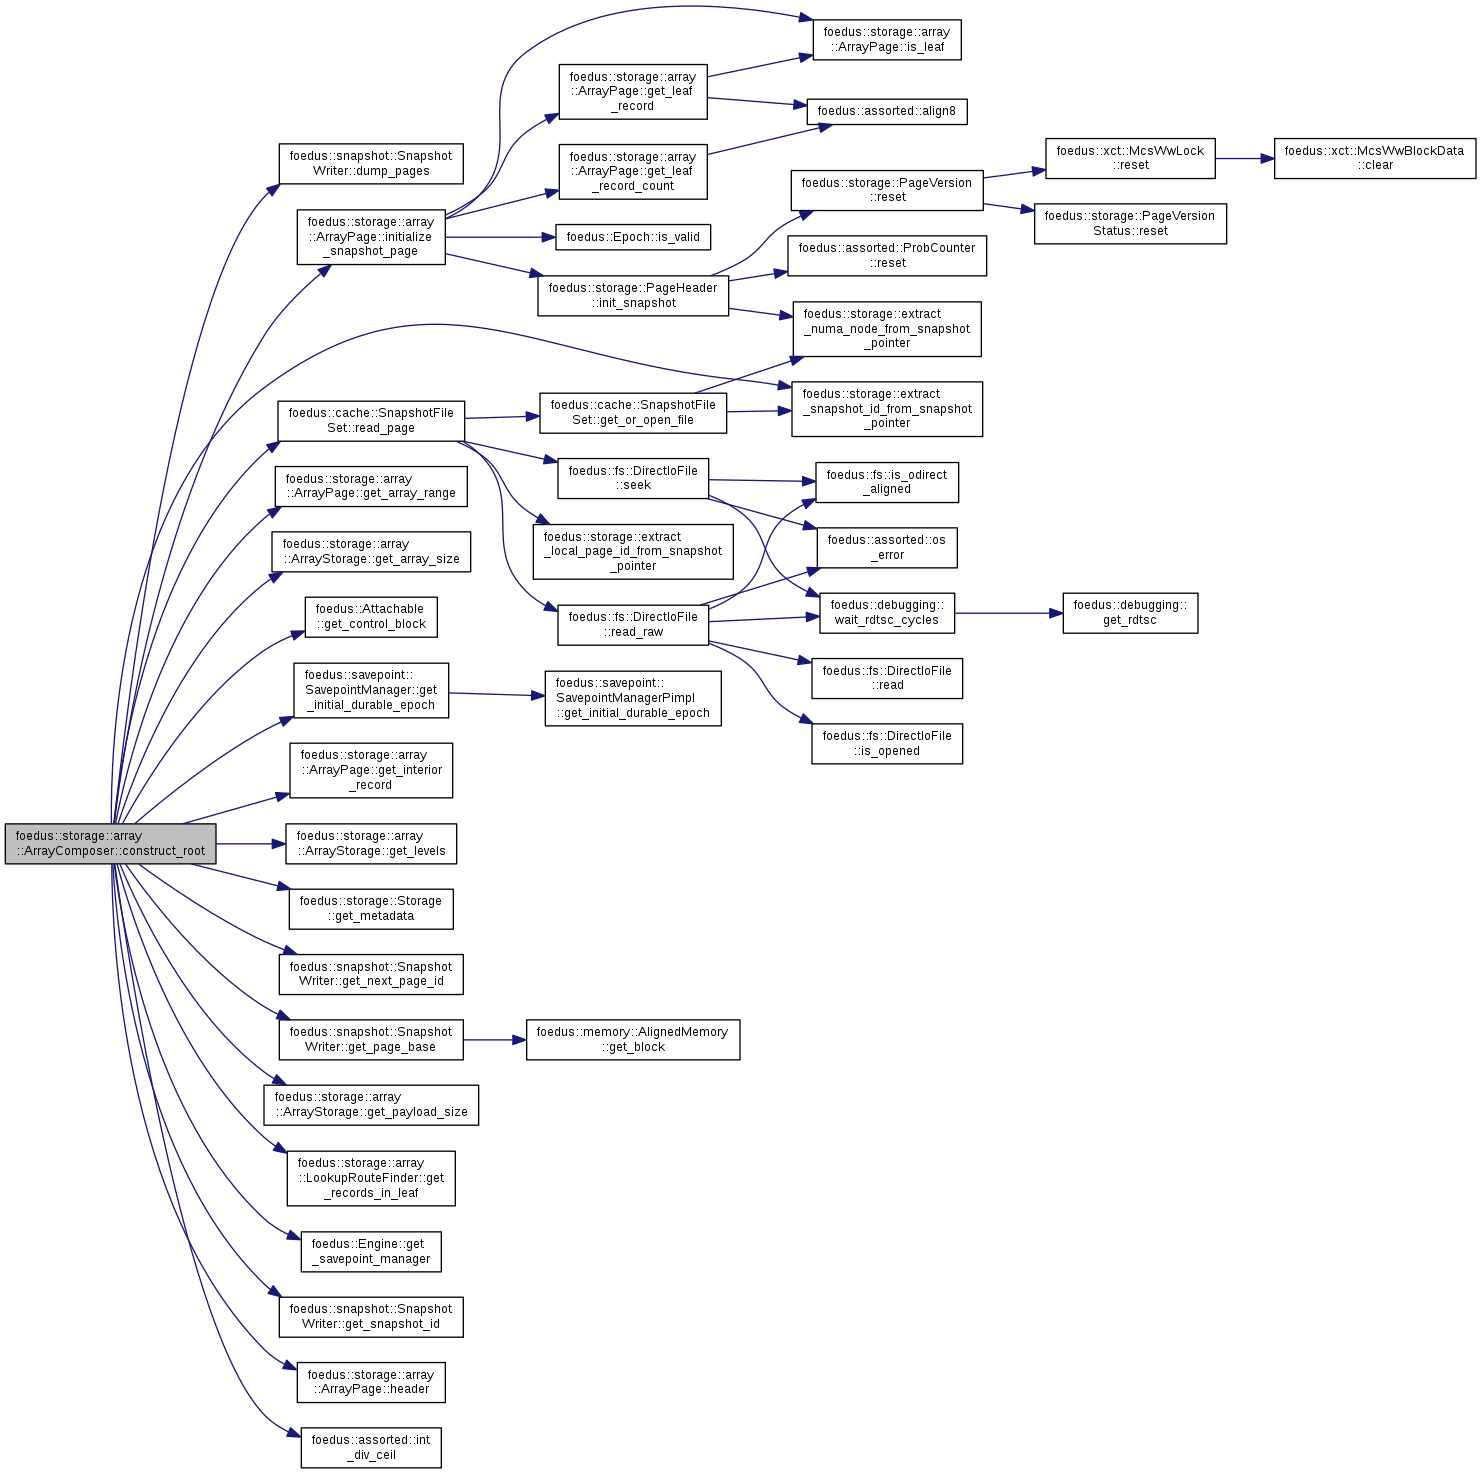 foedus::storage::array
::ArrayComposer::construct_root
foedus::snapshot::Snapshot
Writer::dump_pages
foedus::storage::array
::ArrayPage::initialize
_snapshot_page
foedus::cache::SnapshotFile
Set::read_page
foedus::storage::array
::ArrayPage::get_array_range
foedus::storage::array
::ArrayStorage::get_array_size
foedus::Attachable
::get_control_block
foedus::savepoint::
SavepointManager::get
_initial_durable_epoch
foedus::storage::array
::ArrayPage::get_interior
_record
foedus::storage::array
::ArrayStorage::get_levels
foedus::storage::Storage
::get_metadata
foedus::snapshot::Snapshot
Writer::get_next_page_id
foedus::snapshot::Snapshot
Writer::get_page_base
foedus::storage::array
::ArrayStorage::get_payload_size
foedus::storage::array
::LookupRouteFinder::get
_records_in_leaf
foedus::Engine::get
_savepoint_manager
foedus::snapshot::Snapshot
Writer::get_snapshot_id
foedus::storage::array
::ArrayPage::header
foedus::assorted::int
_div_ceil
foedus::storage::array
::ArrayPage::get_leaf
_record
foedus::storage::array
::ArrayPage::get_leaf
_record_count
foedus::Epoch::is_valid
foedus::storage::PageHeader
::init_snapshot
foedus::cache::SnapshotFile
Set::get_or_open_file
foedus::fs::DirectIoFile
::seek
foedus::storage::extract
_local_page_id_from_snapshot
_pointer
foedus::fs::DirectIoFile
::read_raw
foedus::savepoint::
SavepointManagerPimpl
::get_initial_durable_epoch
foedus::memory::AlignedMemory
::get_block
foedus::storage::array
::ArrayPage::is_leaf
foedus::assorted::align8
foedus::storage::PageVersion
::reset
foedus::assorted::ProbCounter
::reset
foedus::storage::extract
_numa_node_from_snapshot
_pointer
foedus::storage::extract
_snapshot_id_from_snapshot
_pointer
foedus::fs::is_odirect
_aligned
foedus::assorted::os
_error
foedus::debugging::
wait_rdtsc_cycles
foedus::fs::DirectIoFile
::read
foedus::fs::DirectIoFile
::is_opened
foedus::xct::McsWwLock
::reset
foedus::storage::PageVersion
Status::reset
foedus::debugging::
get_rdtsc
foedus::xct::McsWwBlockData
::clear